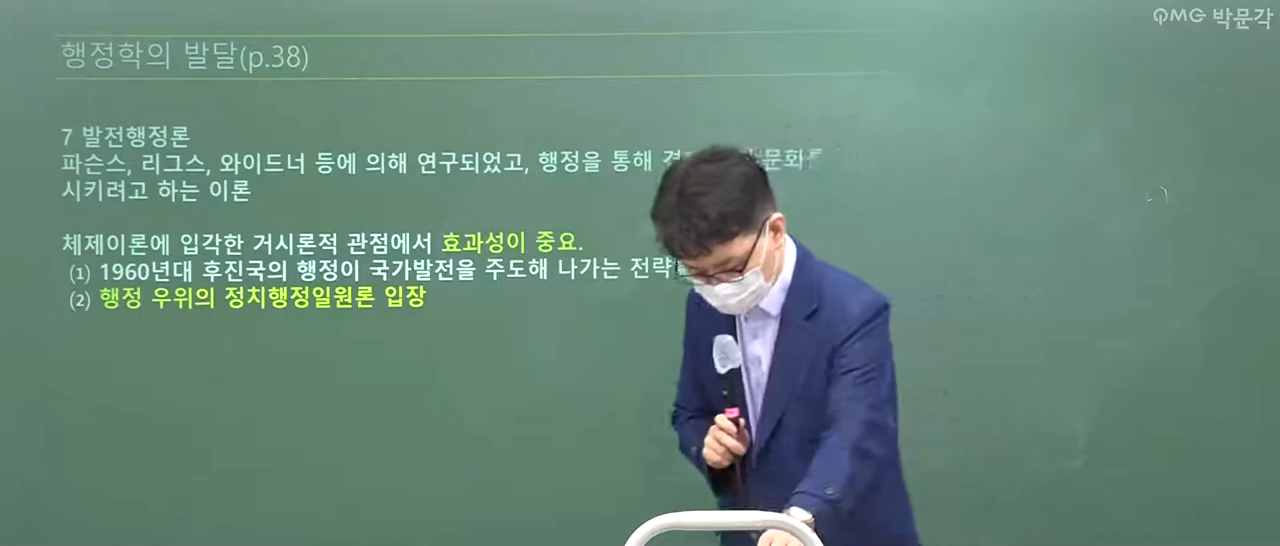 PMG 박문각
행정학의 발달(p.38)
7 발전행정론
파슨스, 리그스, 와이드너 등에 의해 연구되었고, 행정을 통해
시키려고 하는 이론
체제이론에 입각한 거시론적 관점에서 효과성이 중요.
(1) 1960년대 후진국의 행정이 국가발전을 주도해 나가는 전략
(2) 행정 우위의 정치행정일원론 입장